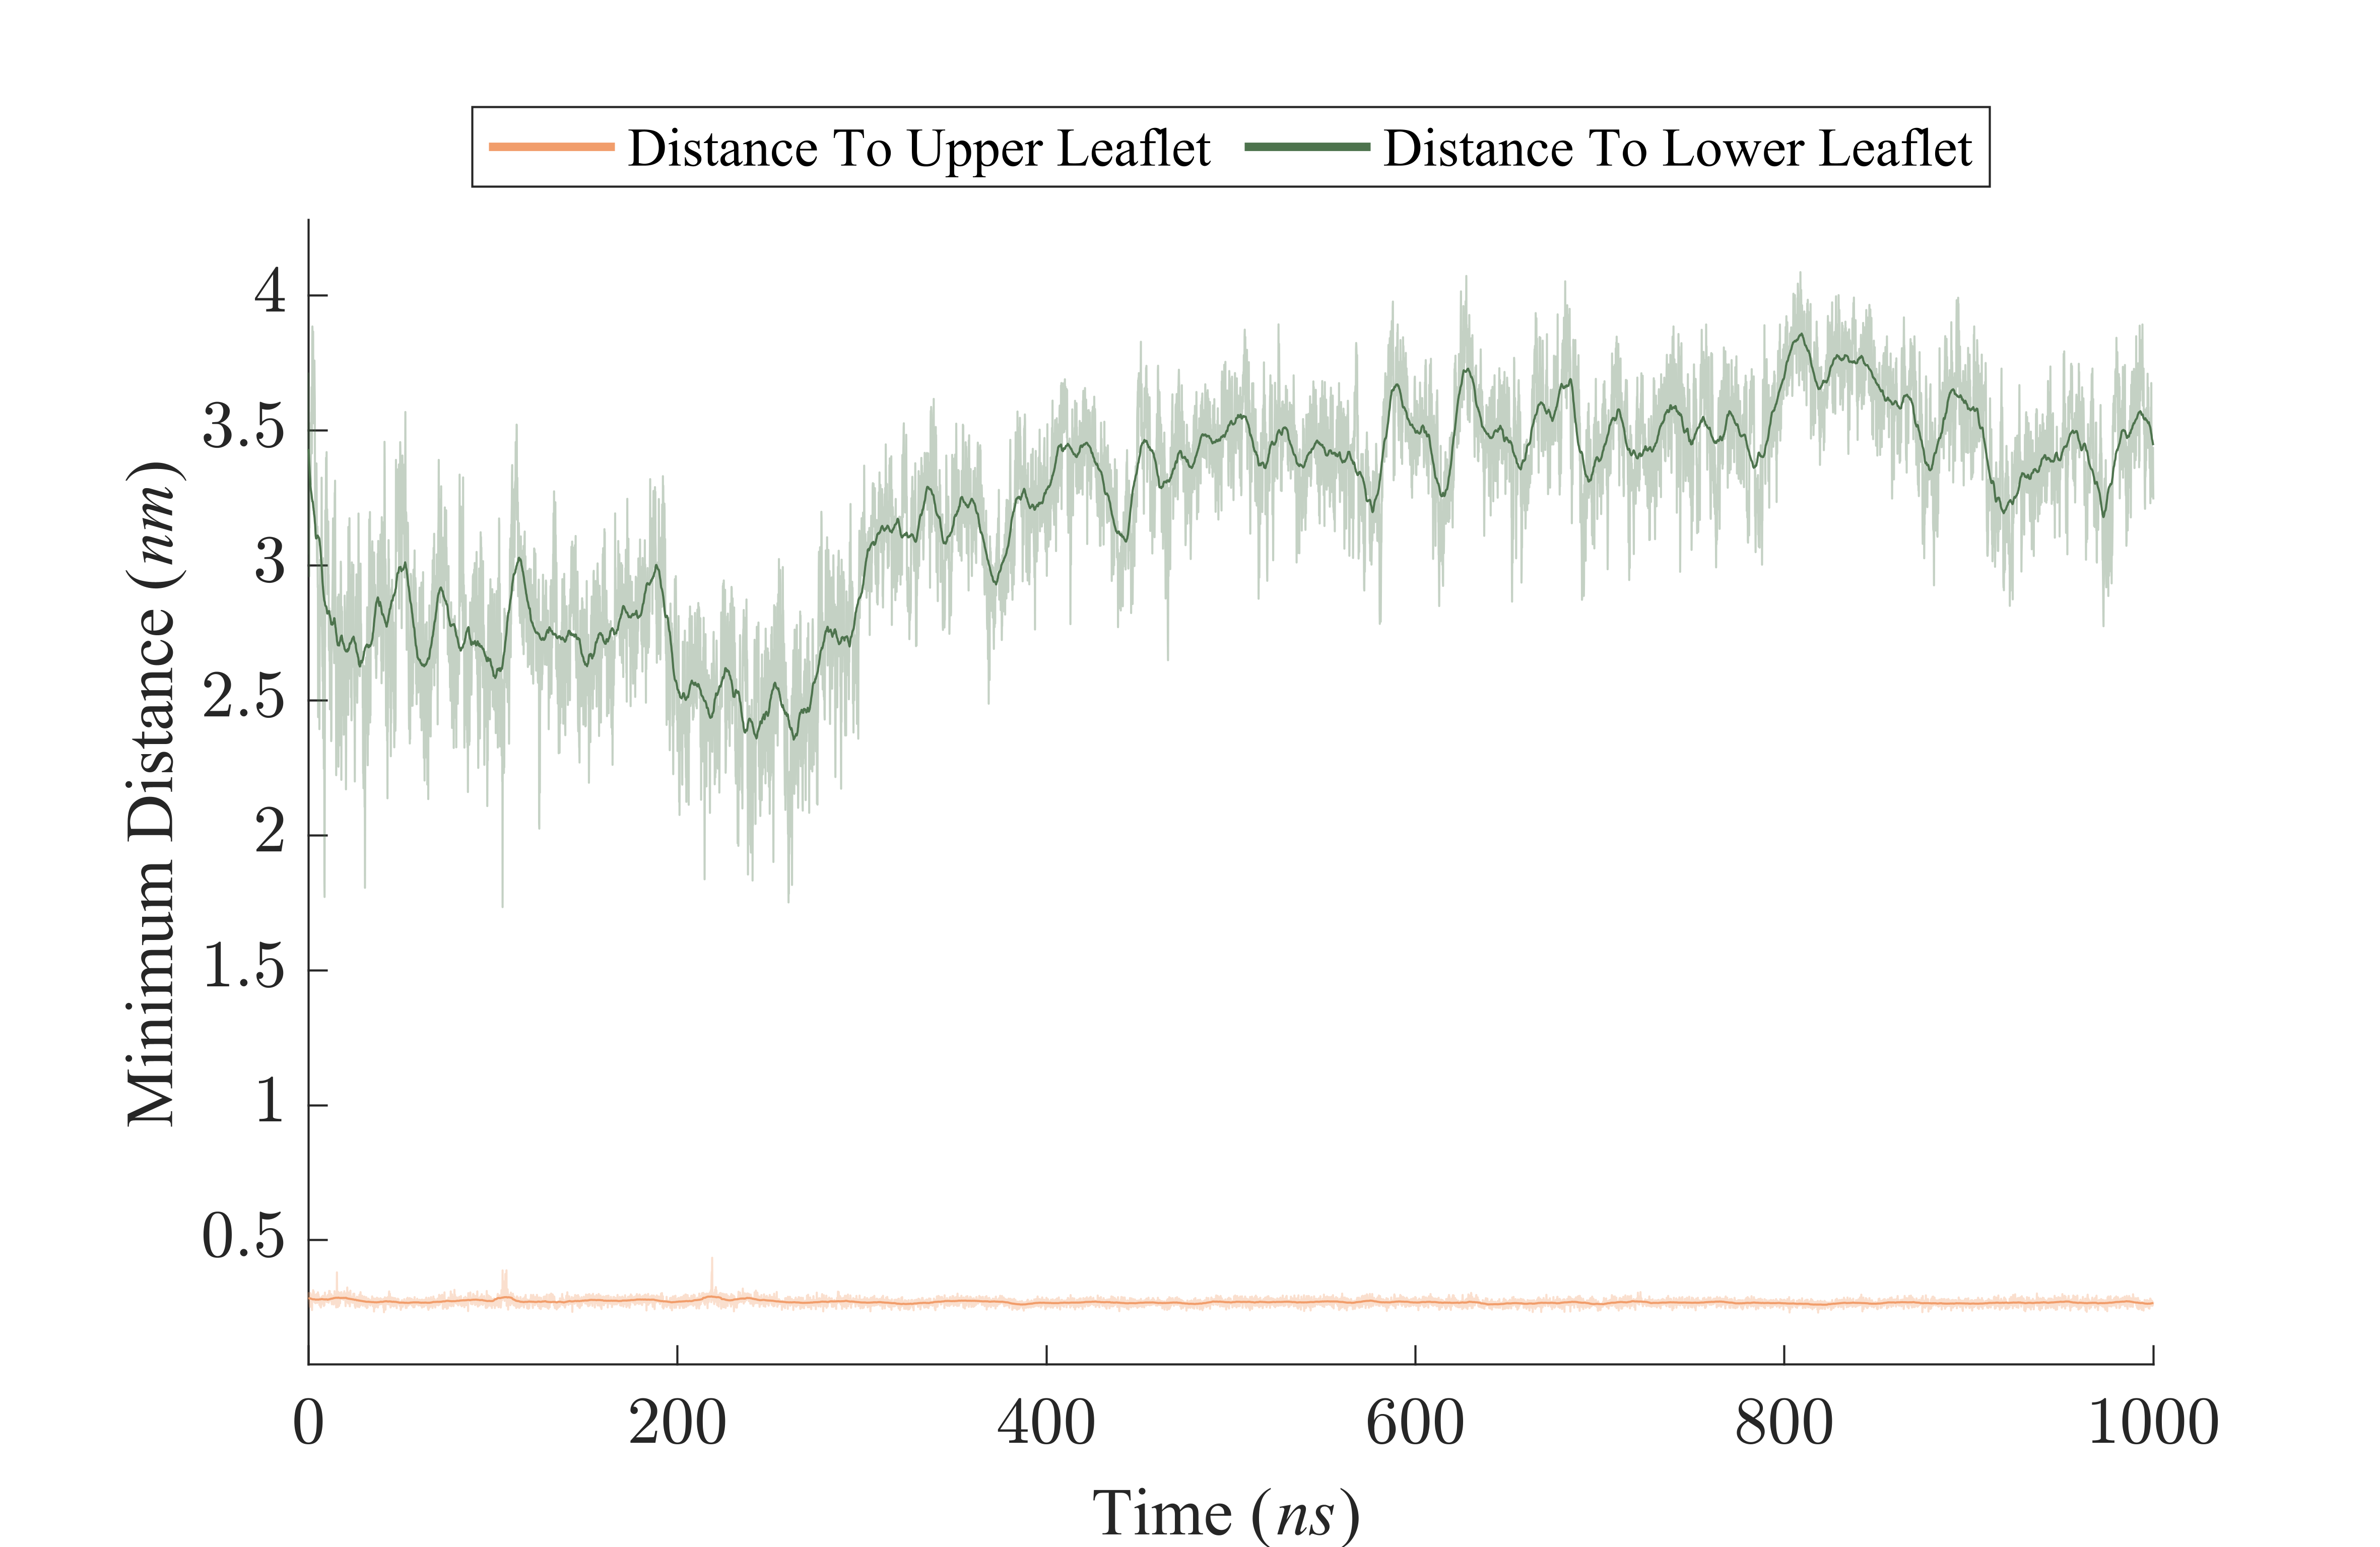 Distance To Upper Leaflet Distance To Lower Leaflet
4
3.5
3
2.5
2
1.5
1
0.5
Minimum Distance (nm)
0 200 400 600 800 1000
Time (ns)